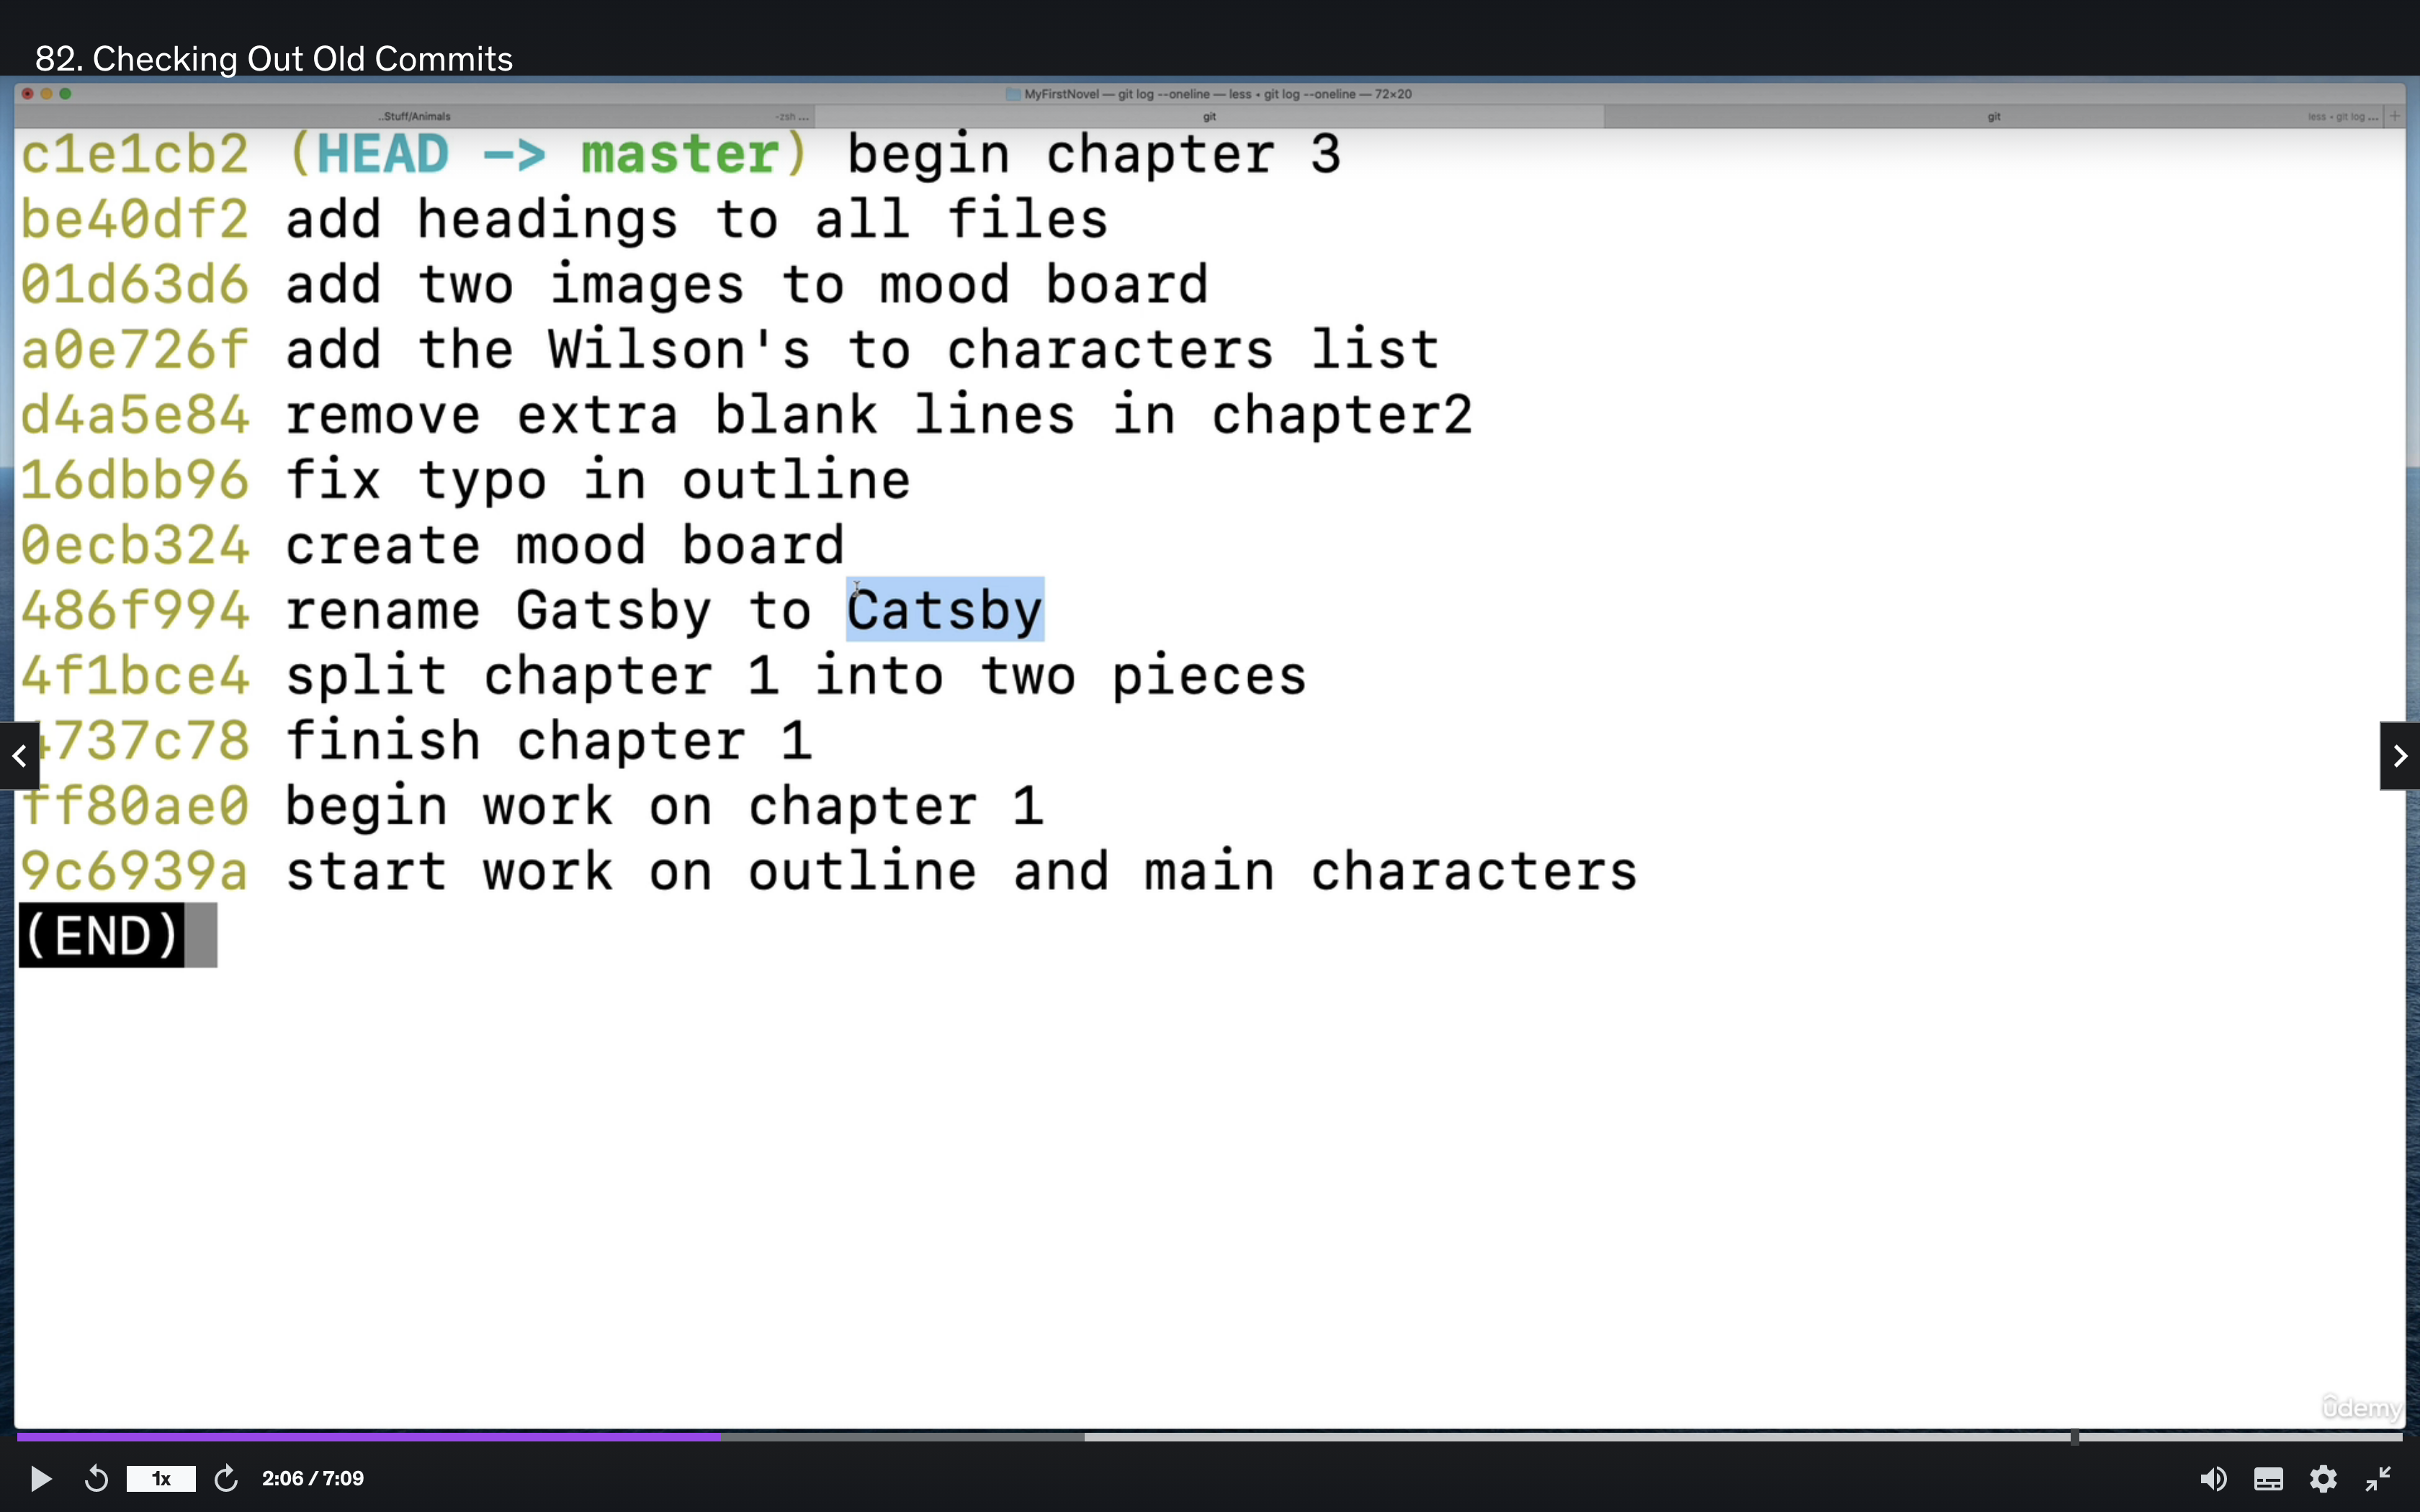 82. Checking Out Old Commits
MyFirstNovel — git log --oneline — less • git log --oneline — 72×20
..Stuff/Animals
-zsh ...
git
git
less • git log ...
c1e1cb2 (HEAD -> master) begin chapter 3
be40df2 add headings to all files
01d63d6 add two images to mood board
a0e726f add the Wilson's to characters list
d4a5e84 remove extra blank lines in chapter2
16dbb96 fix typo in outline
0ecb324 create mood board
486f994 rename Gatsby to Catsby
4f1bce4 split chapter 1 into two pieces
4737c78 finish chapter 1
ff80ae0 begin work on chapter 1
9c6939a start work on outline and main characters
(END)
udemy
1x
2:06 / 7:09